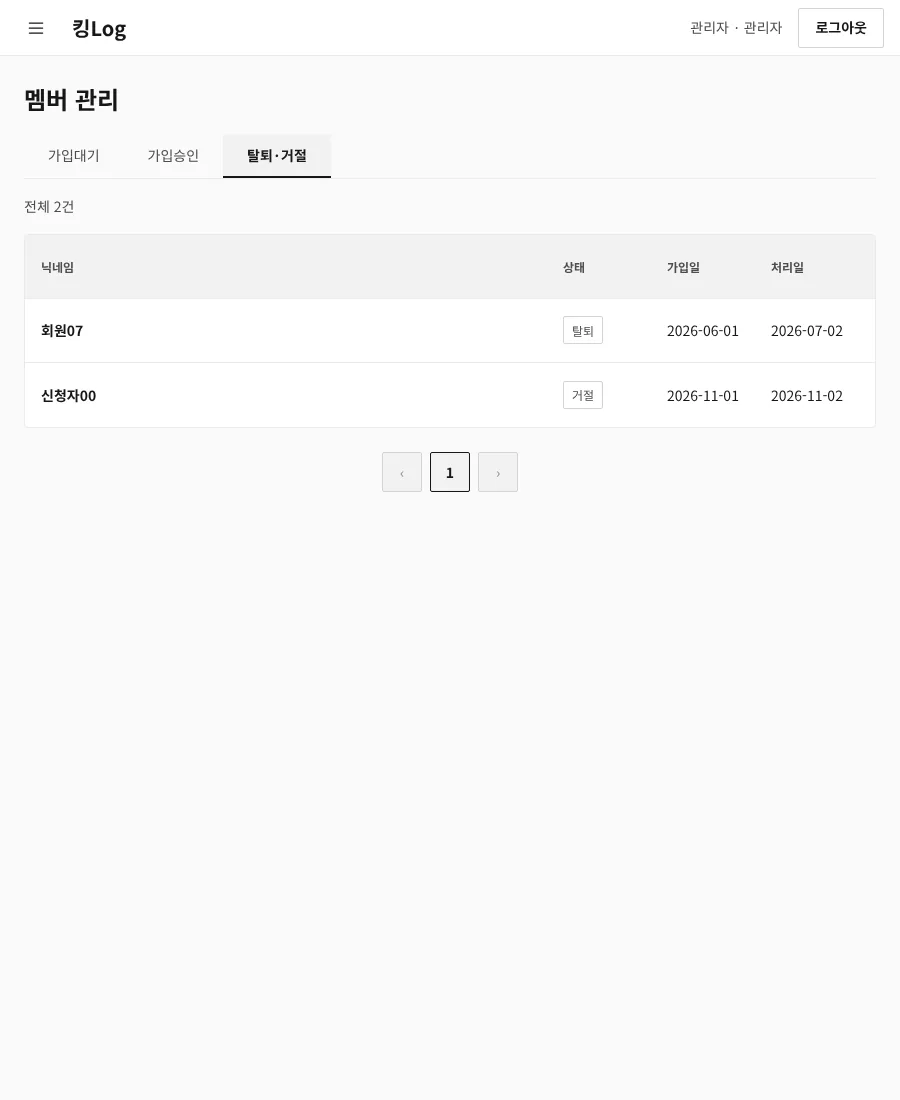 킹Log
관리자 · 관리자
로그아웃
멤버 관리
가입대기 가입승인 탈퇴·거절
전체 2건
닉네임 상태 가입일 처리일
회원07 탈퇴 2026-06-01 2026-07-02
신청자00 거절 2026-11-01 2026-11-02
‹ 1 ›